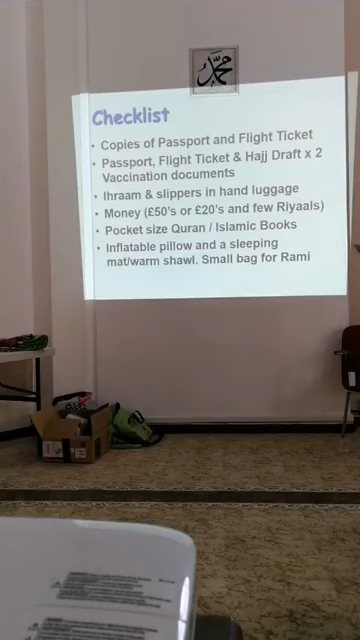 محمد
Checklist
• Copies of Passport and Flight Ticket
• Passport, Flight Ticket & Hajj Draft x 2
Vaccination documents
• Ihraam & slippers in hand luggage
• Money (£50's or £20's and few Riyaals)
• Pocket size Quran / Islamic Books
• Inflatable pillow and a sleeping
mat/warm shawl. Small bag for Rami